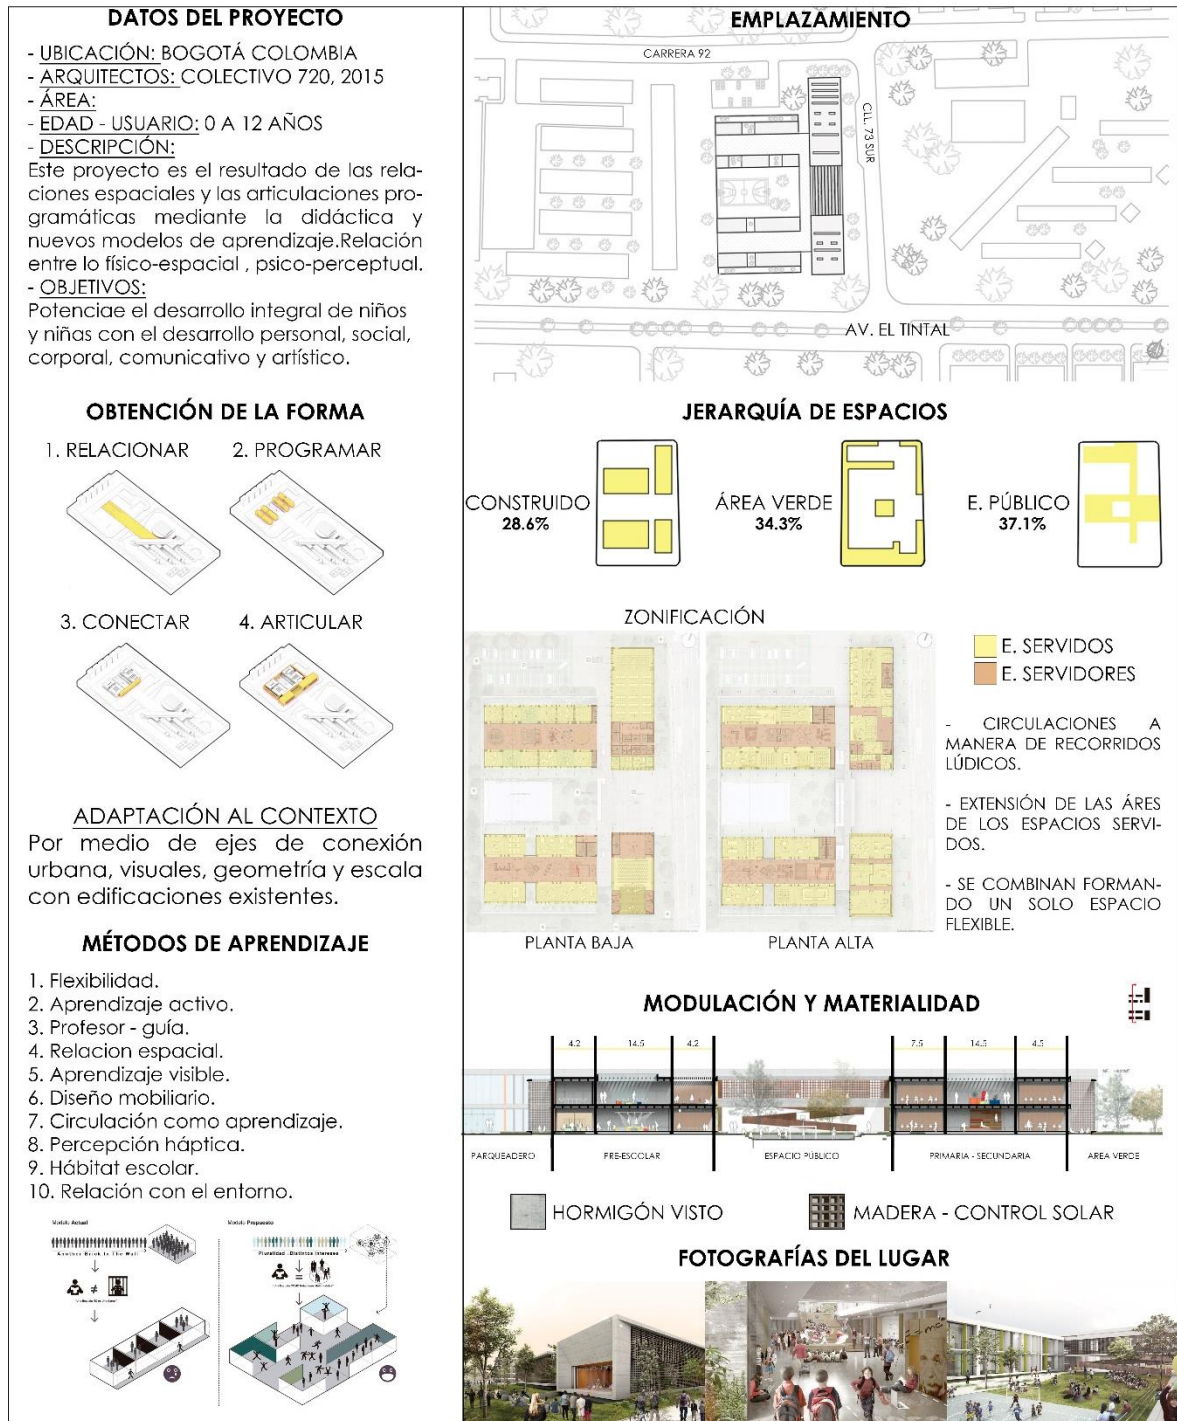 DATOS DEL PROYECTO
- UBICACIÓN: BOGOTÁ COLOMBIA
- ARQUITECTOS: COLECTIVO 720, 2015
- ÁREA:
- EDAD - USUARIO: 0 A 12 AÑOS
- DESCRIPCIÓN:
Este proyecto es el resultado de las rela-
ciones espaciales y las articulaciones pro-
gramáticas mediante la didáctica y
nuevos modelos de aprendizaje.Relación
entre lo físico-espacial , psico-perceptual.
- OBJETIVOS:
Potenciae el desarrollo integral de niños
y niñas con el desarrollo personal, social,
corporal, comunicativo y artístico.
OBTENCIÓN DE LA FORMA
1. RELACIONAR
2. PROGRAMAR
3. CONECTAR
4. ARTICULAR
ADAPTACIÓN AL CONTEXTO
Por medio de ejes de conexión
urbana, visuales, geometría y escala
con edificaciones existentes.
MÉTODOS DE APRENDIZAJE
1. Flexibilidad.
2. Aprendizaje activo.
3. Profesor - guía.
4. Relacion espacial.
5. Aprendizaje visible.
6. Diseño mobiliario.
7. Circulación como aprendizaje.
8. Percepción háptica.
9. Hábitat escolar.
10. Relación con el entorno.
Modelo Actual
Another Brick In The Wall
Modelo Propuesto
Pluralidad . Distintos Intereses
EMPLAZAMIENTO
CARRERA 92
CLL. 73 SUR
AV. EL TINTAL
JERARQUÍA DE ESPACIOS
CONSTRUIDO
28.6%
ÁREA VERDE
34.3%
E. PÚBLICO
37.1%
ZONIFICACIÓN
E. SERVIDOS
E. SERVIDORES
- CIRCULACIONES A
MANERA DE RECORRIDOS
LÚDICOS.
- EXTENSIÓN DE LAS ÁRES
DE LOS ESPACIOS SERVI-
DOS.
- SE COMBINAN FORMAN-
DO UN SOLO ESPACIO
FLEXIBLE.
PLANTA BAJA
PLANTA ALTA
MODULACIÓN Y MATERIALIDAD
4.2 14.5 4.2 7.5 14.5 4.5
PARQUEADERO PRE-ESCOLAR ESPACIO PÚBLICO PRIMARIA - SECUNDARIA AREA VERDE
HORMIGÓN VISTO
MADERA - CONTROL SOLAR
FOTOGRAFÍAS DEL LUGAR